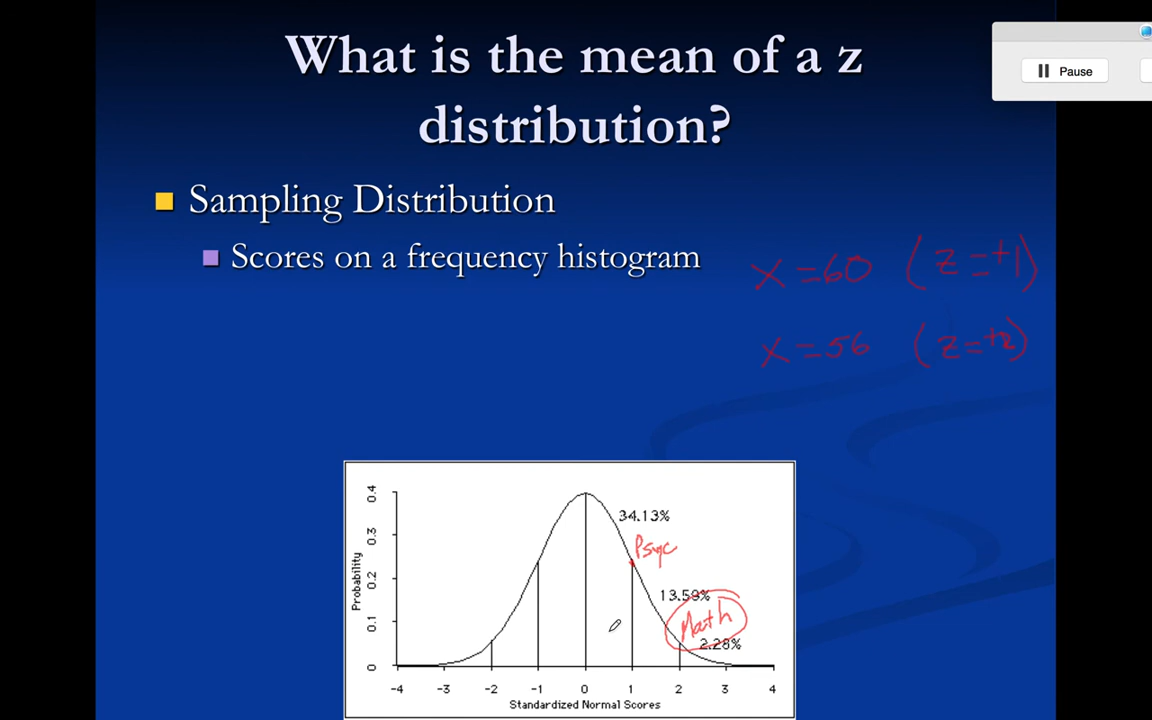 What is the mean of a z
distribution?
Pause
Sampling Distribution
Scores on a frequency histogram
x = 60 (z = +1)
x = 56 (z = +2)
0.4
0.3
0.2
0.1
0
Probability
34.13%
Psyc
13.59%
Math
2.28%
-4 -3 -2 -1 0 1 2 3 4
Standardized Normal Scores